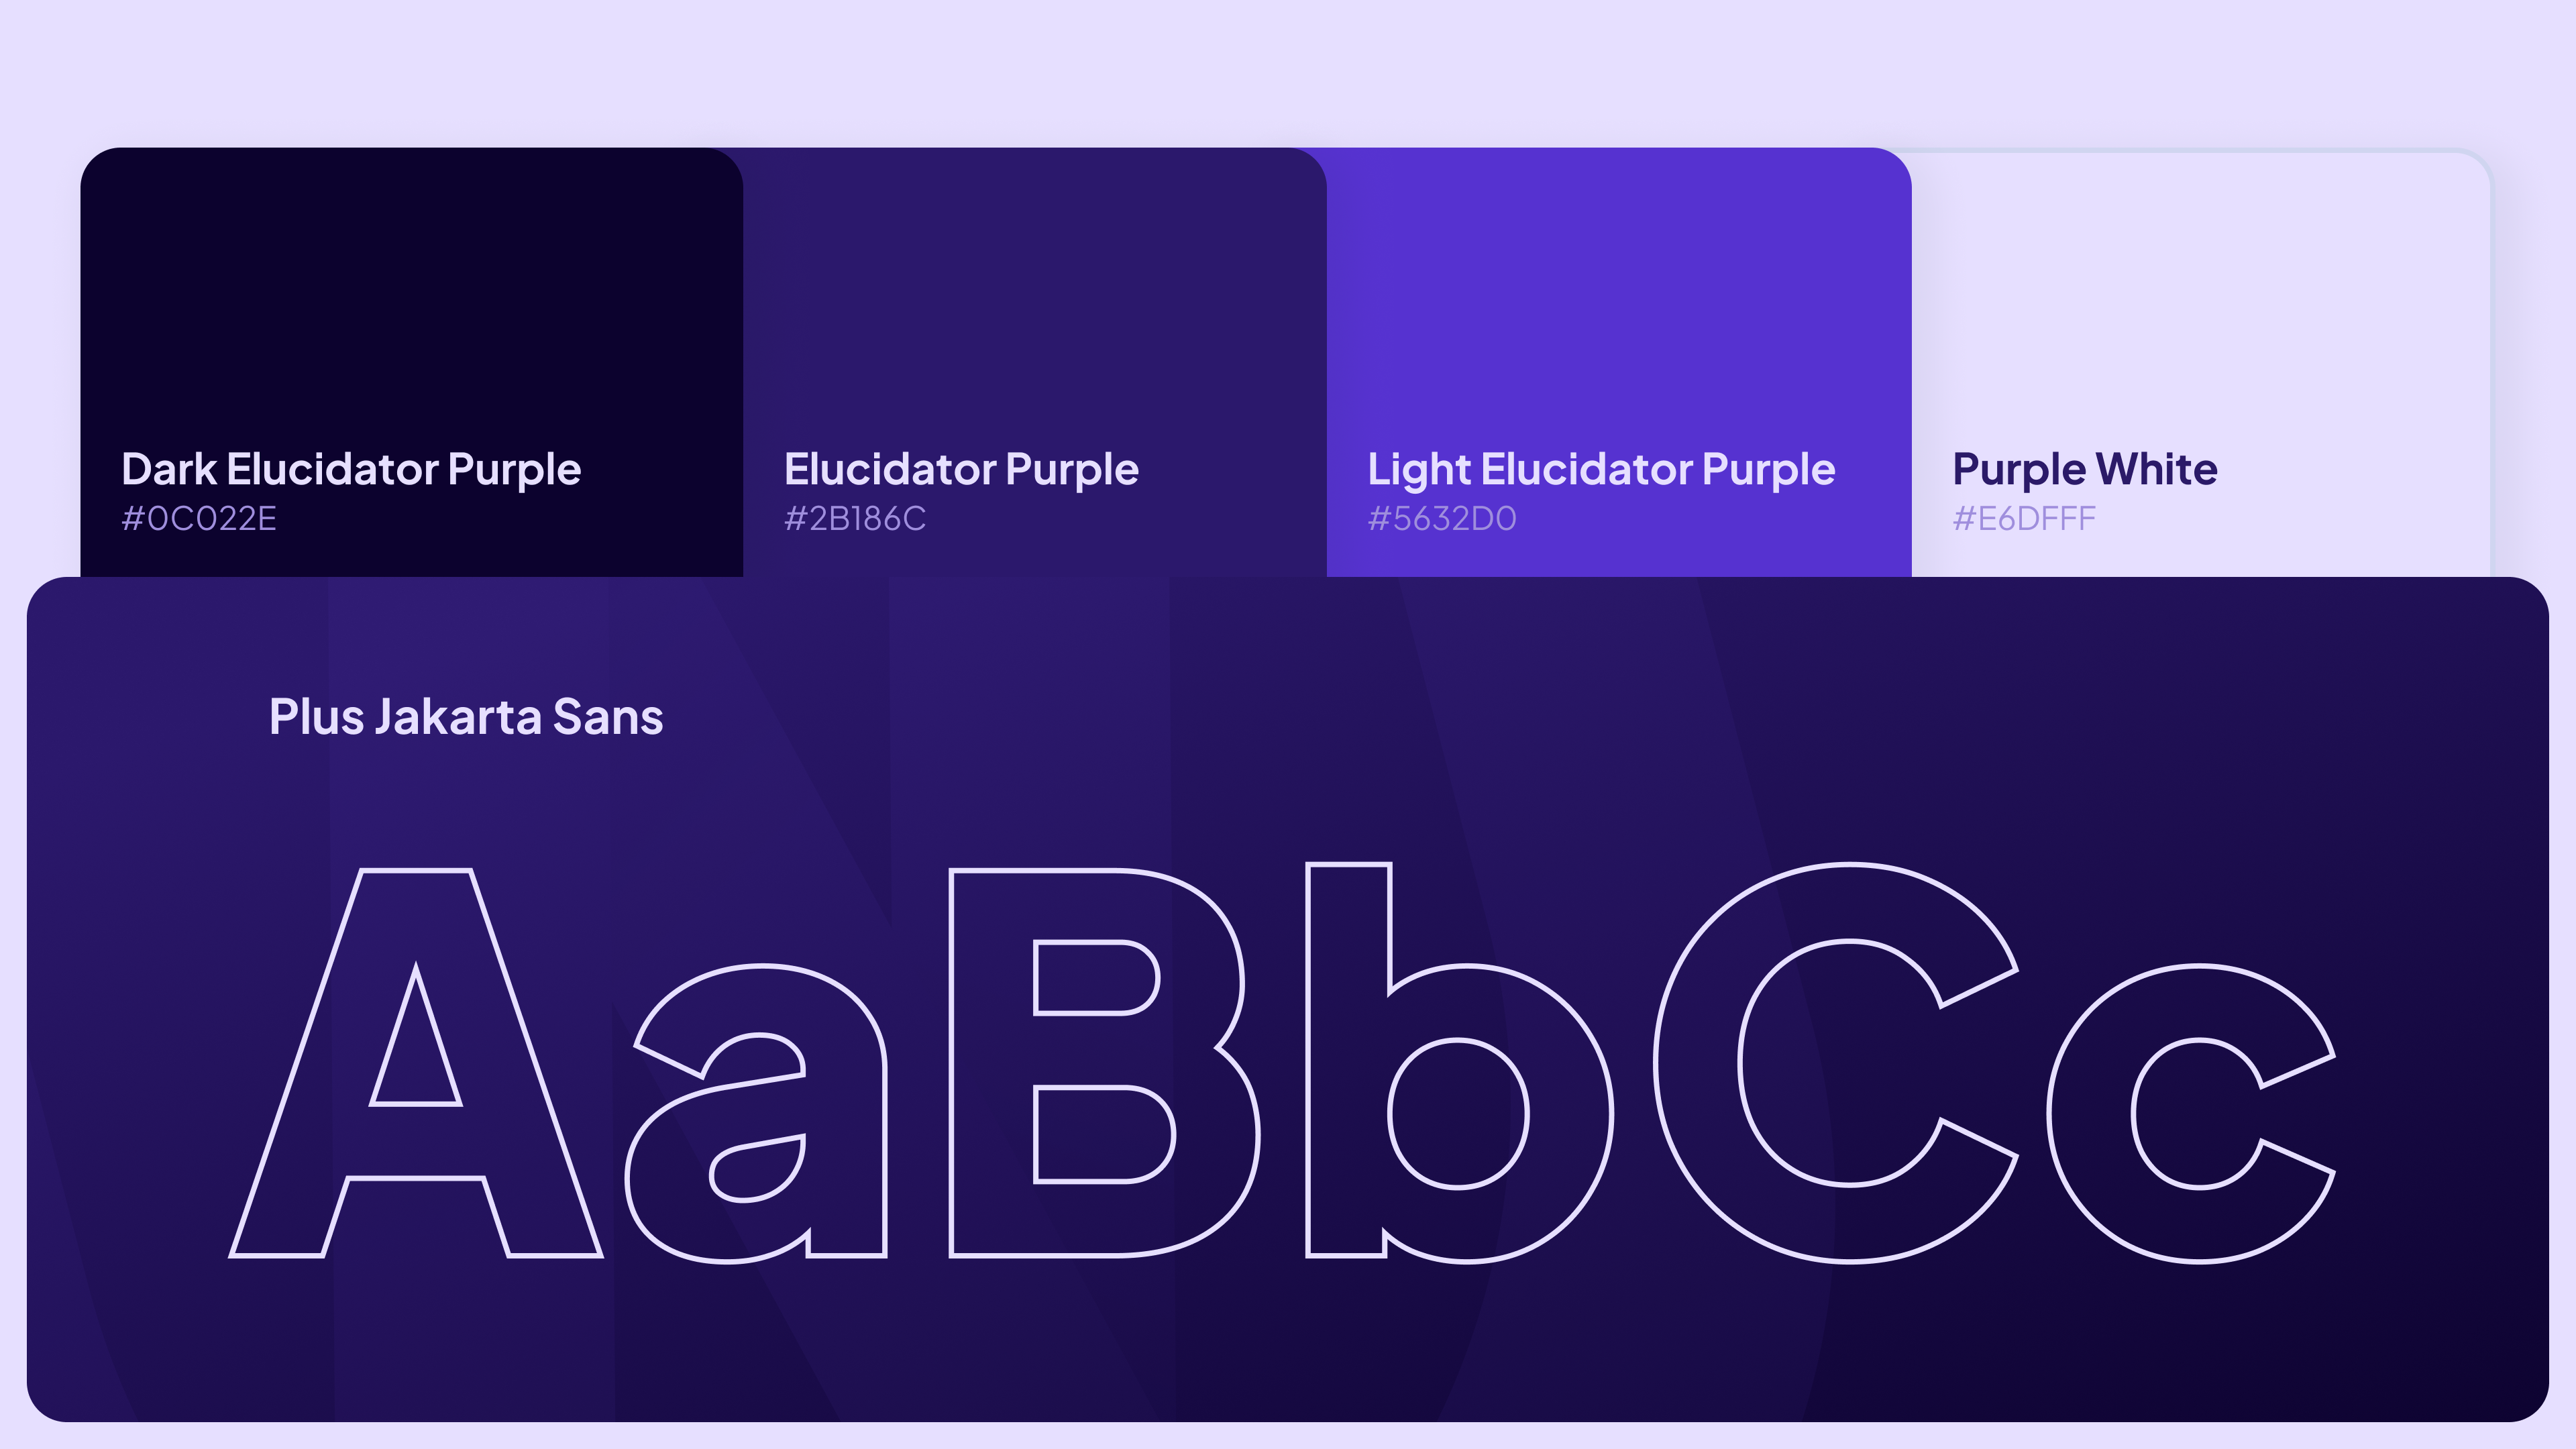 Dark Elucidator Purple
#0C022E
Elucidator Purple
#2B186C
Light Elucidator Purple
#5632D0
Purple White
#E6DFFF
Plus Jakarta Sans
AaBbCc